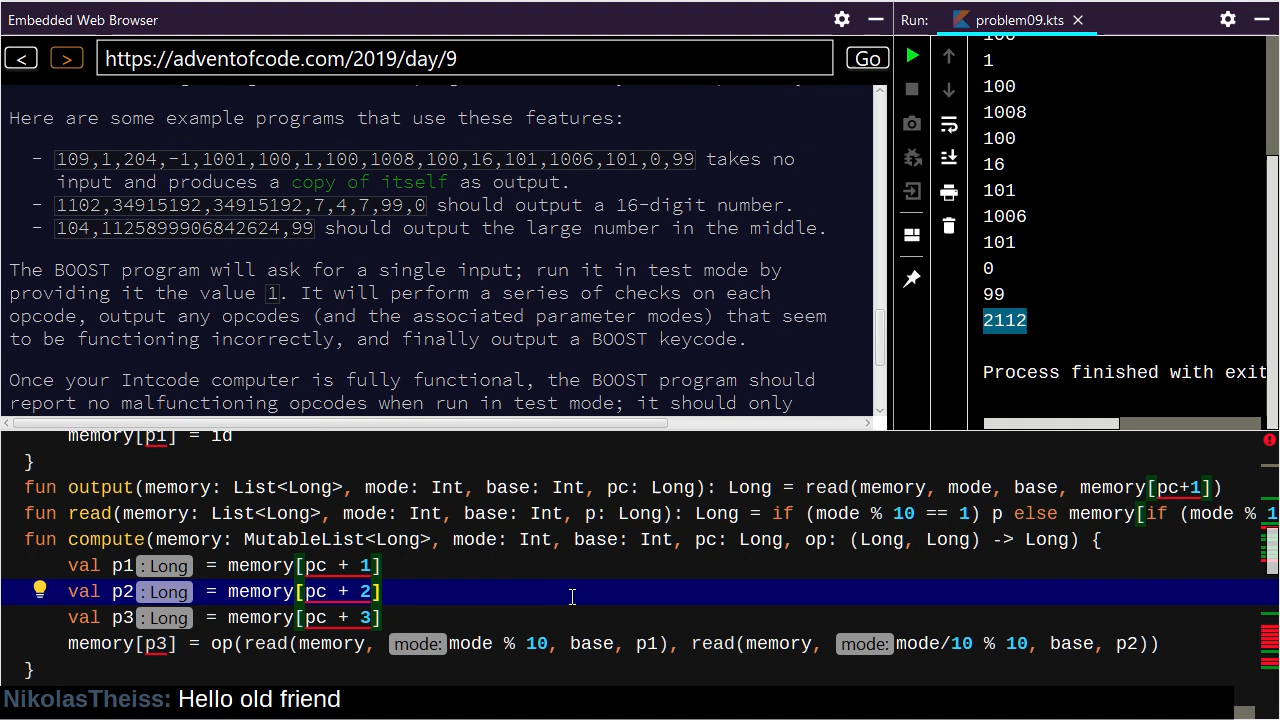 Embedded Web Browser
Run: problem09.kts ×
< > https://adventofcode.com/2019/day/9 Go
Here are some example programs that use these features:
- 109,1,204,-1,1001,100,1,100,1008,100,16,101,1006,101,0,99 takes no
input and produces a copy of itself as output.
- 1102,34915192,34915192,7,4,7,99,0 should output a 16-digit number.
- 104,1125899906842624,99 should output the large number in the middle.
The BOOST program will ask for a single input; run it in test mode by
providing it the value 1. It will perform a series of checks on each
opcode, output any opcodes (and the associated parameter modes) that seem
to be functioning incorrectly, and finally output a BOOST keycode.
Once your Intcode computer is fully functional, the BOOST program should
report no malfunctioning opcodes when run in test mode; it should only
100
1
100
1008
100
16
101
1006
101
0
99
2112
Process finished with exit
memory[p1] = id
}
fun output(memory: List<Long>, mode: Int, base: Int, pc: Long): Long = read(memory, mode, base, memory[pc+1])
fun read(memory: List<Long>, mode: Int, base: Int, p: Long): Long = if (mode % 10 == 1) p else memory[if (mode % 1
fun compute(memory: MutableList<Long>, mode: Int, base: Int, pc: Long, op: (Long, Long) -> Long) {
val p1 : Long = memory[pc + 1]
val p2 : Long = memory[pc + 2]
val p3 : Long = memory[pc + 3]
memory[p3] = op(read(memory, mode: mode % 10, base, p1), read(memory, mode: mode/10 % 10, base, p2))
}
NikolasTheiss: Hello old friend